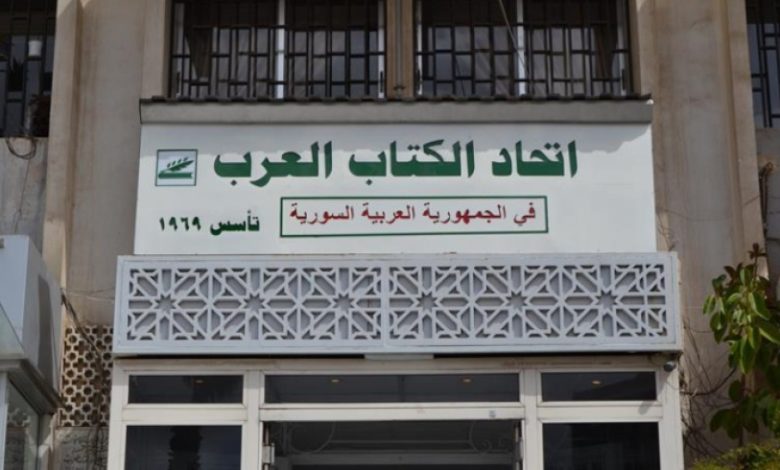 اتحاد الكتاب العرب
في الجمهورية العربية السورية تأسس ١٩٦٩